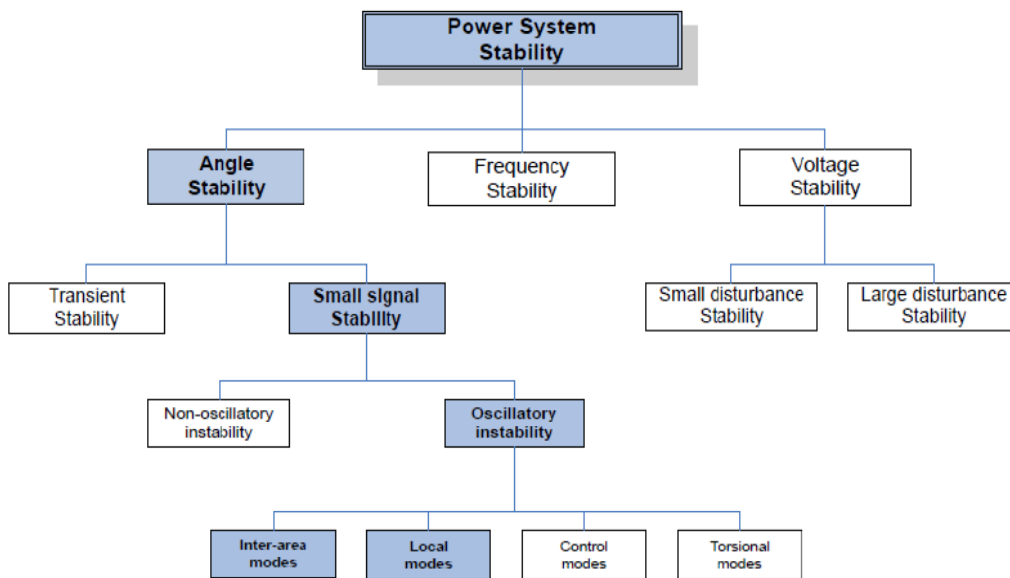 Power System
Stability
Angle
Stability
Frequency
Stability
Voltage
Stability
Transient
Stability
Small signal
Stability
Small disturbance
Stability
Large disturbance
Stability
Non-oscillatory
instability
Oscillatory
instability
Inter-area
modes
Local
modes
Control
modes
Torsional
modes